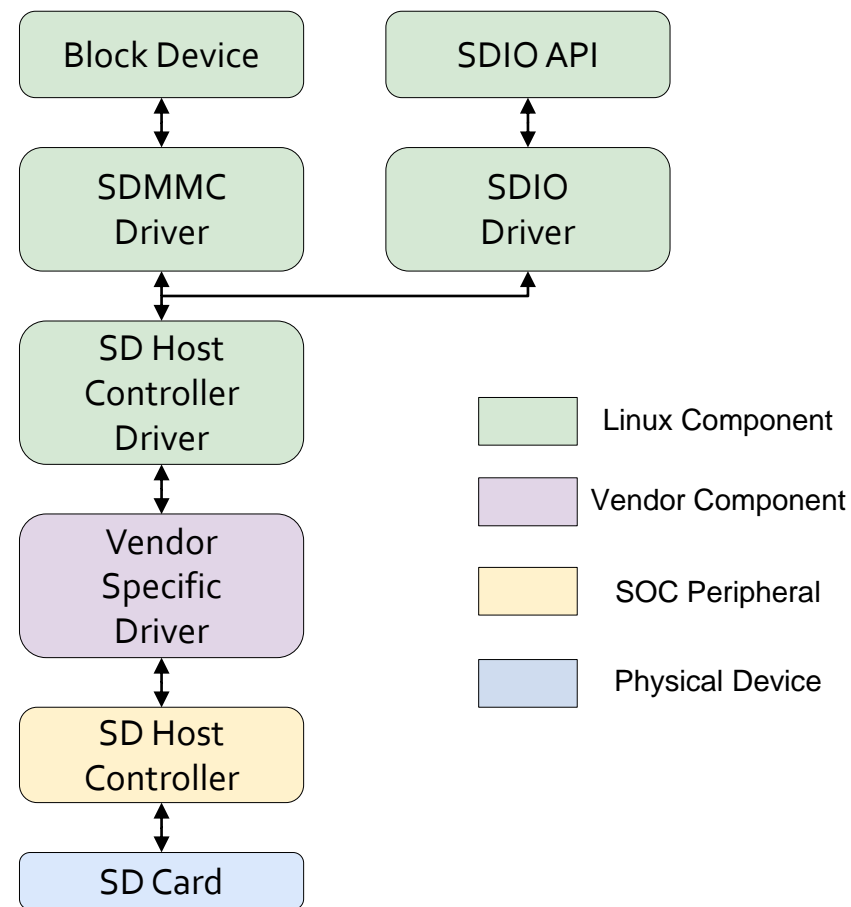 Block Device
SDIO API
SDMMC
Driver
SDIO
Driver
SD Host
Controller
Driver
Vendor
Specific
Driver
SD Host
Controller
SD Card
Linux Component
Vendor Component
SOC Peripheral
Physical Device